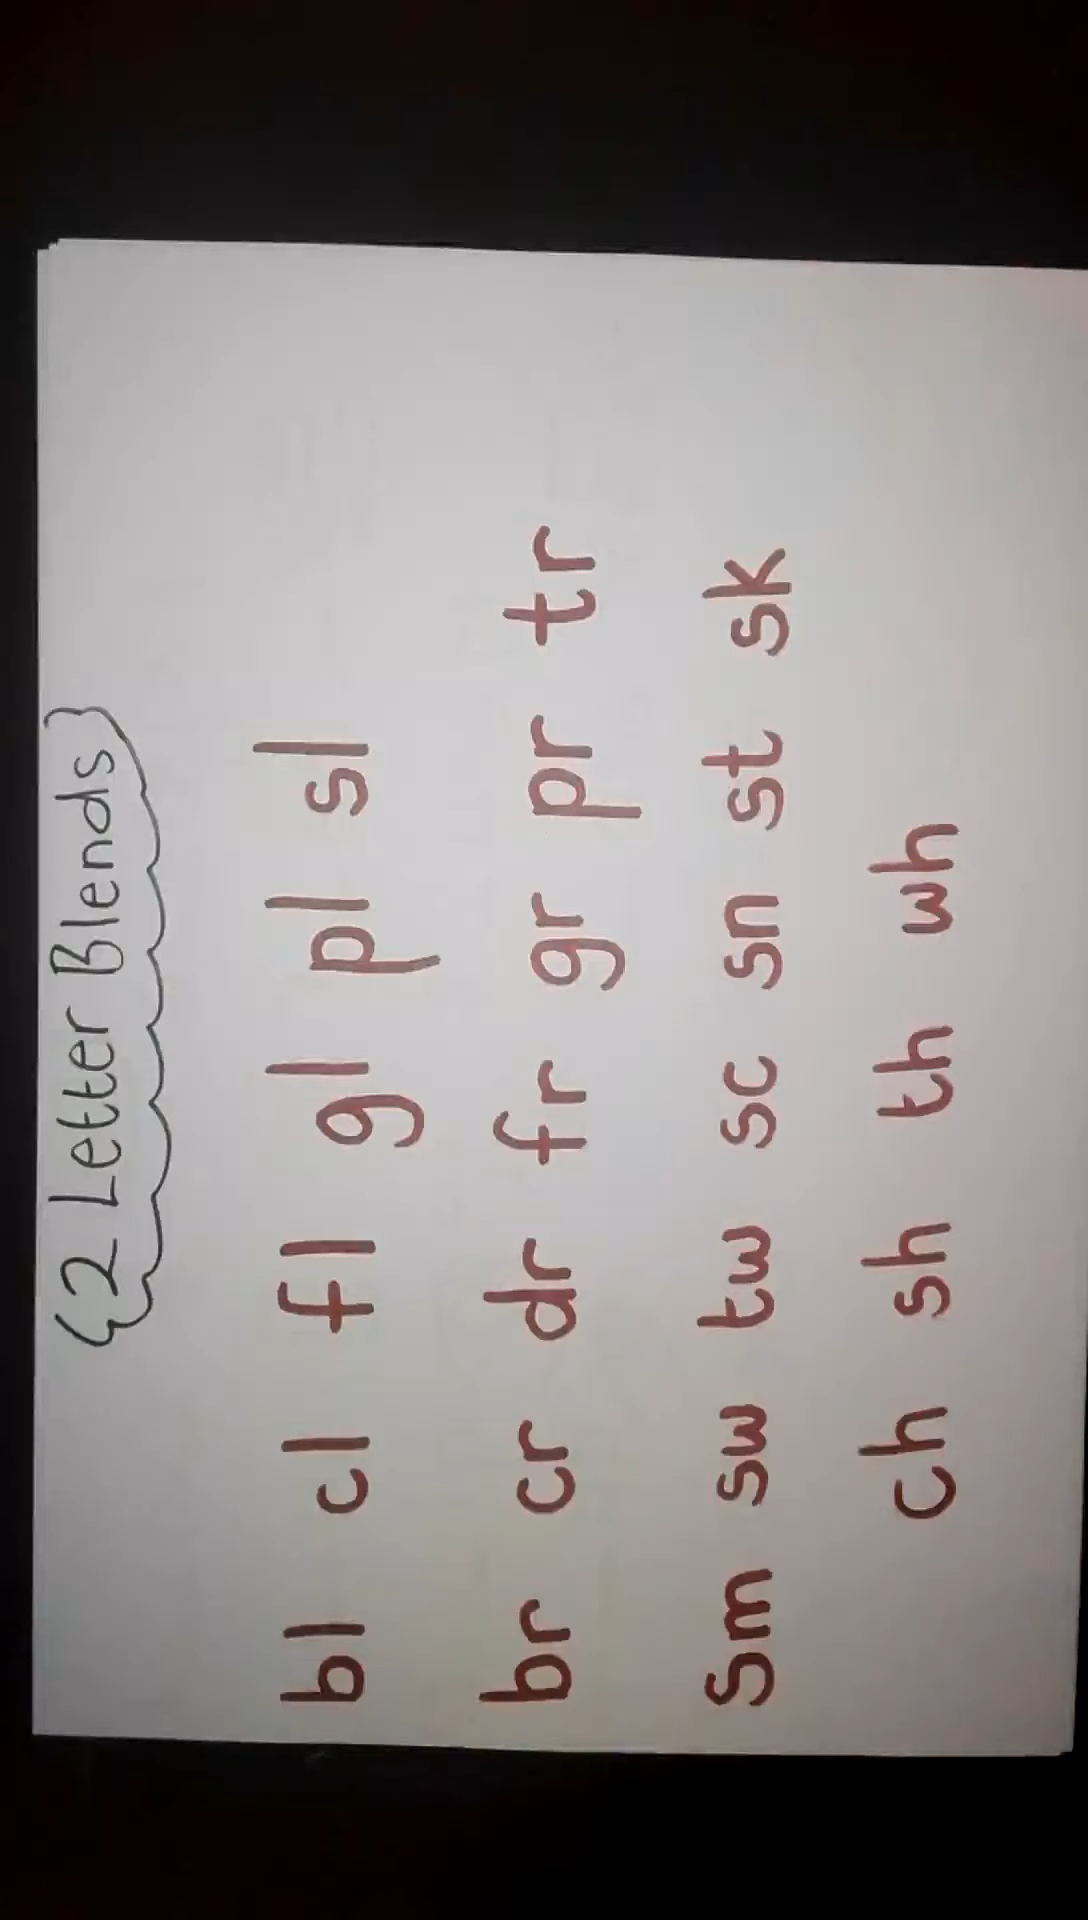 2 Letter Blends
bl cl fl gl pl sl
br cr dr fr gr pr tr
Sm sw tw sc sn st sk
ch sh th wh